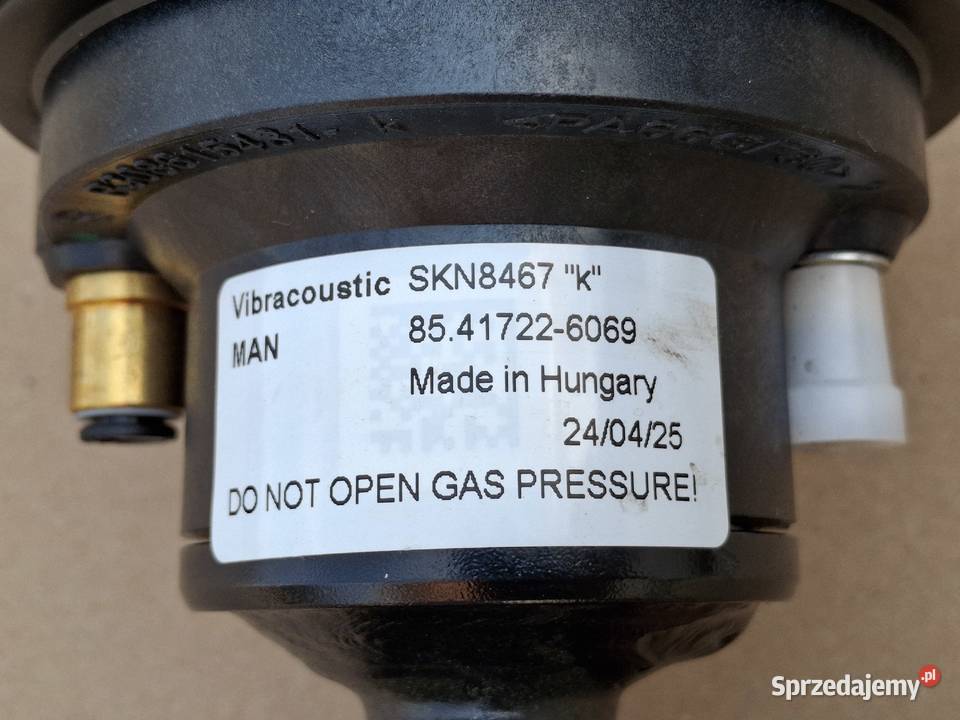 Vibracoustic SKN8467 "k"
MAN 85.41722-6069
Made in Hungary
24/04/25
DO NOT OPEN GAS PRESSURE!
Sprzedajemy.pl